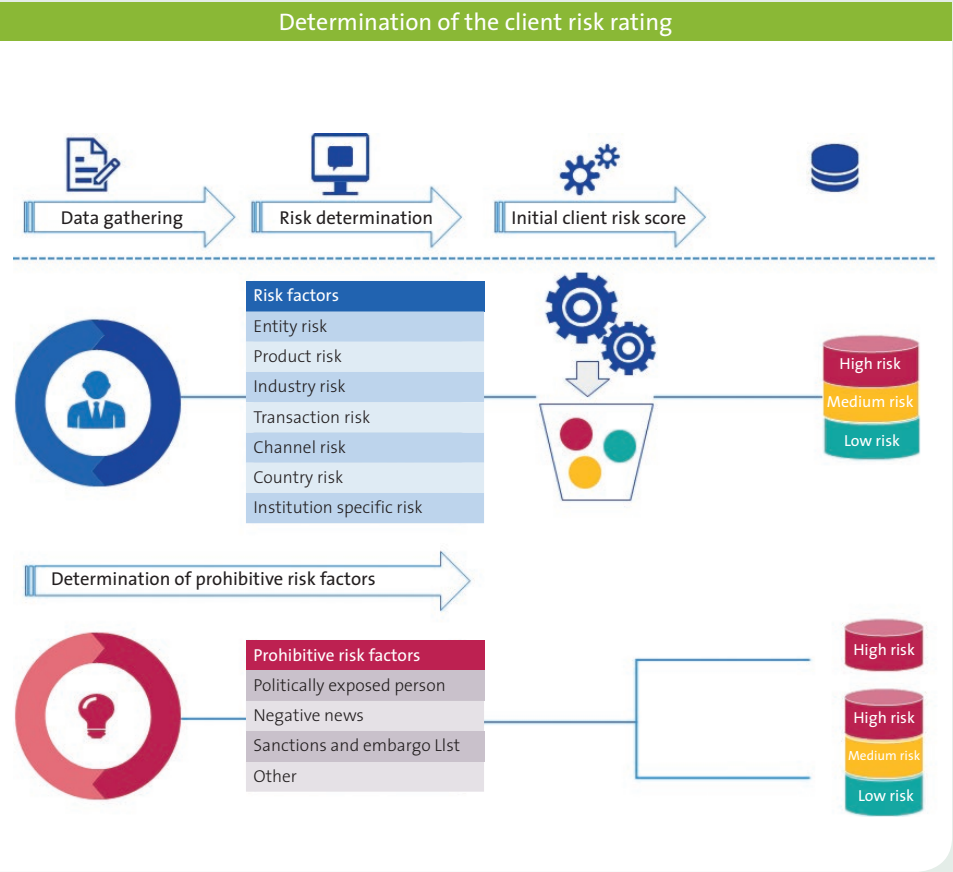 Determination of the client risk rating
Data gathering
Risk determination
Initial client risk score
Risk factors
Entity risk
Product risk
Industry risk
Transaction risk
Channel risk
Country risk
Institution specific risk
High risk
Medium risk
Low risk
Determination of prohibitive risk factors
Prohibitive risk factors
Politically exposed person
Negative news
Sanctions and embargo Llst
Other
High risk
High risk
Medium risk
Low risk